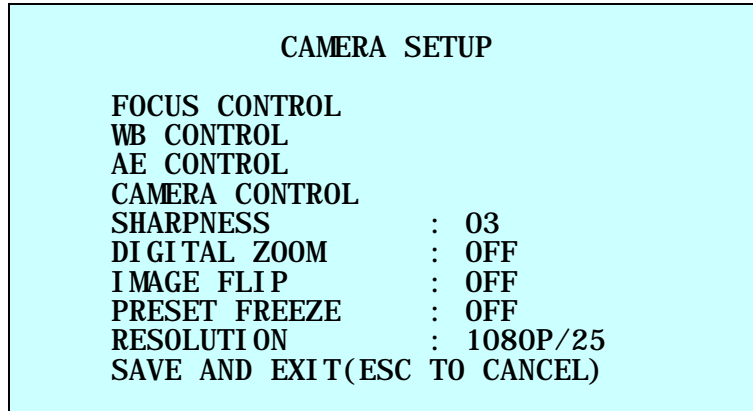 CAMERA SETUP
FOCUS CONTROL
WB CONTROL
AE CONTROL
CAMERA CONTROL
SHARPNESS : 03
DIGITAL ZOOM : OFF
IMAGE FLIP : OFF
PRESET FREEZE : OFF
RESOLUTION : 1080P/25
SAVE AND EXIT(ESC TO CANCEL)